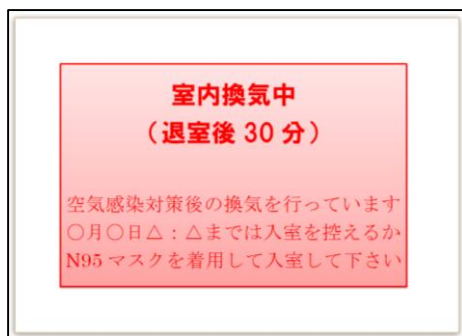 室内換気中
（退室後 30 分）
空気感染対策後の換気を行っています
〇月〇日△：△までは入室を控えるか
N95 マスクを着用して入室して下さい